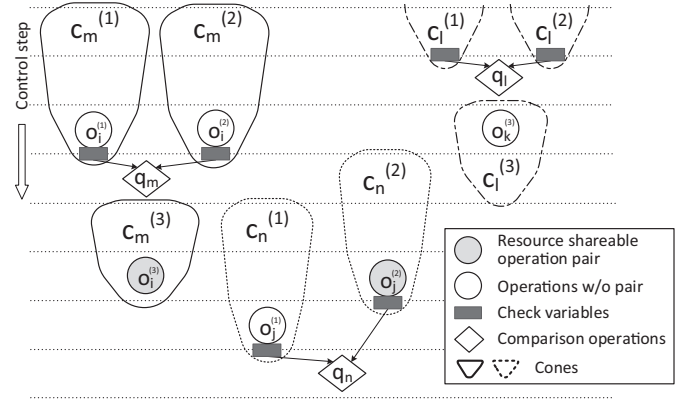 Control step
c_m^(1)
c_m^(2)
c_l^(1)
c_l^(2)
q_l
o_i^(1)
o_i^(2)
o_k^(3)
q_m
c_l^(3)
c_n^(2)
c_m^(3)
c_n^(1)
o_i^(3)
o_j^(2)
o_j^(1)
q_n
Resource shareable
operation pair
Operations w/o pair
Check variables
Comparison operations
Cones